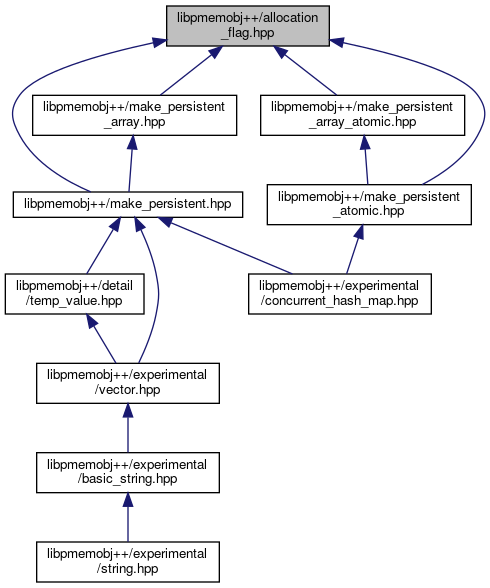 libpmemobj++/allocation
_flag.hpp
libpmemobj++/make_persistent
_array.hpp
libpmemobj++/make_persistent
_array_atomic.hpp
libpmemobj++/make_persistent.hpp
libpmemobj++/make_persistent
_atomic.hpp
libpmemobj++/detail
/temp_value.hpp
libpmemobj++/experimental
/concurrent_hash_map.hpp
libpmemobj++/experimental
/vector.hpp
libpmemobj++/experimental
/basic_string.hpp
libpmemobj++/experimental
/string.hpp